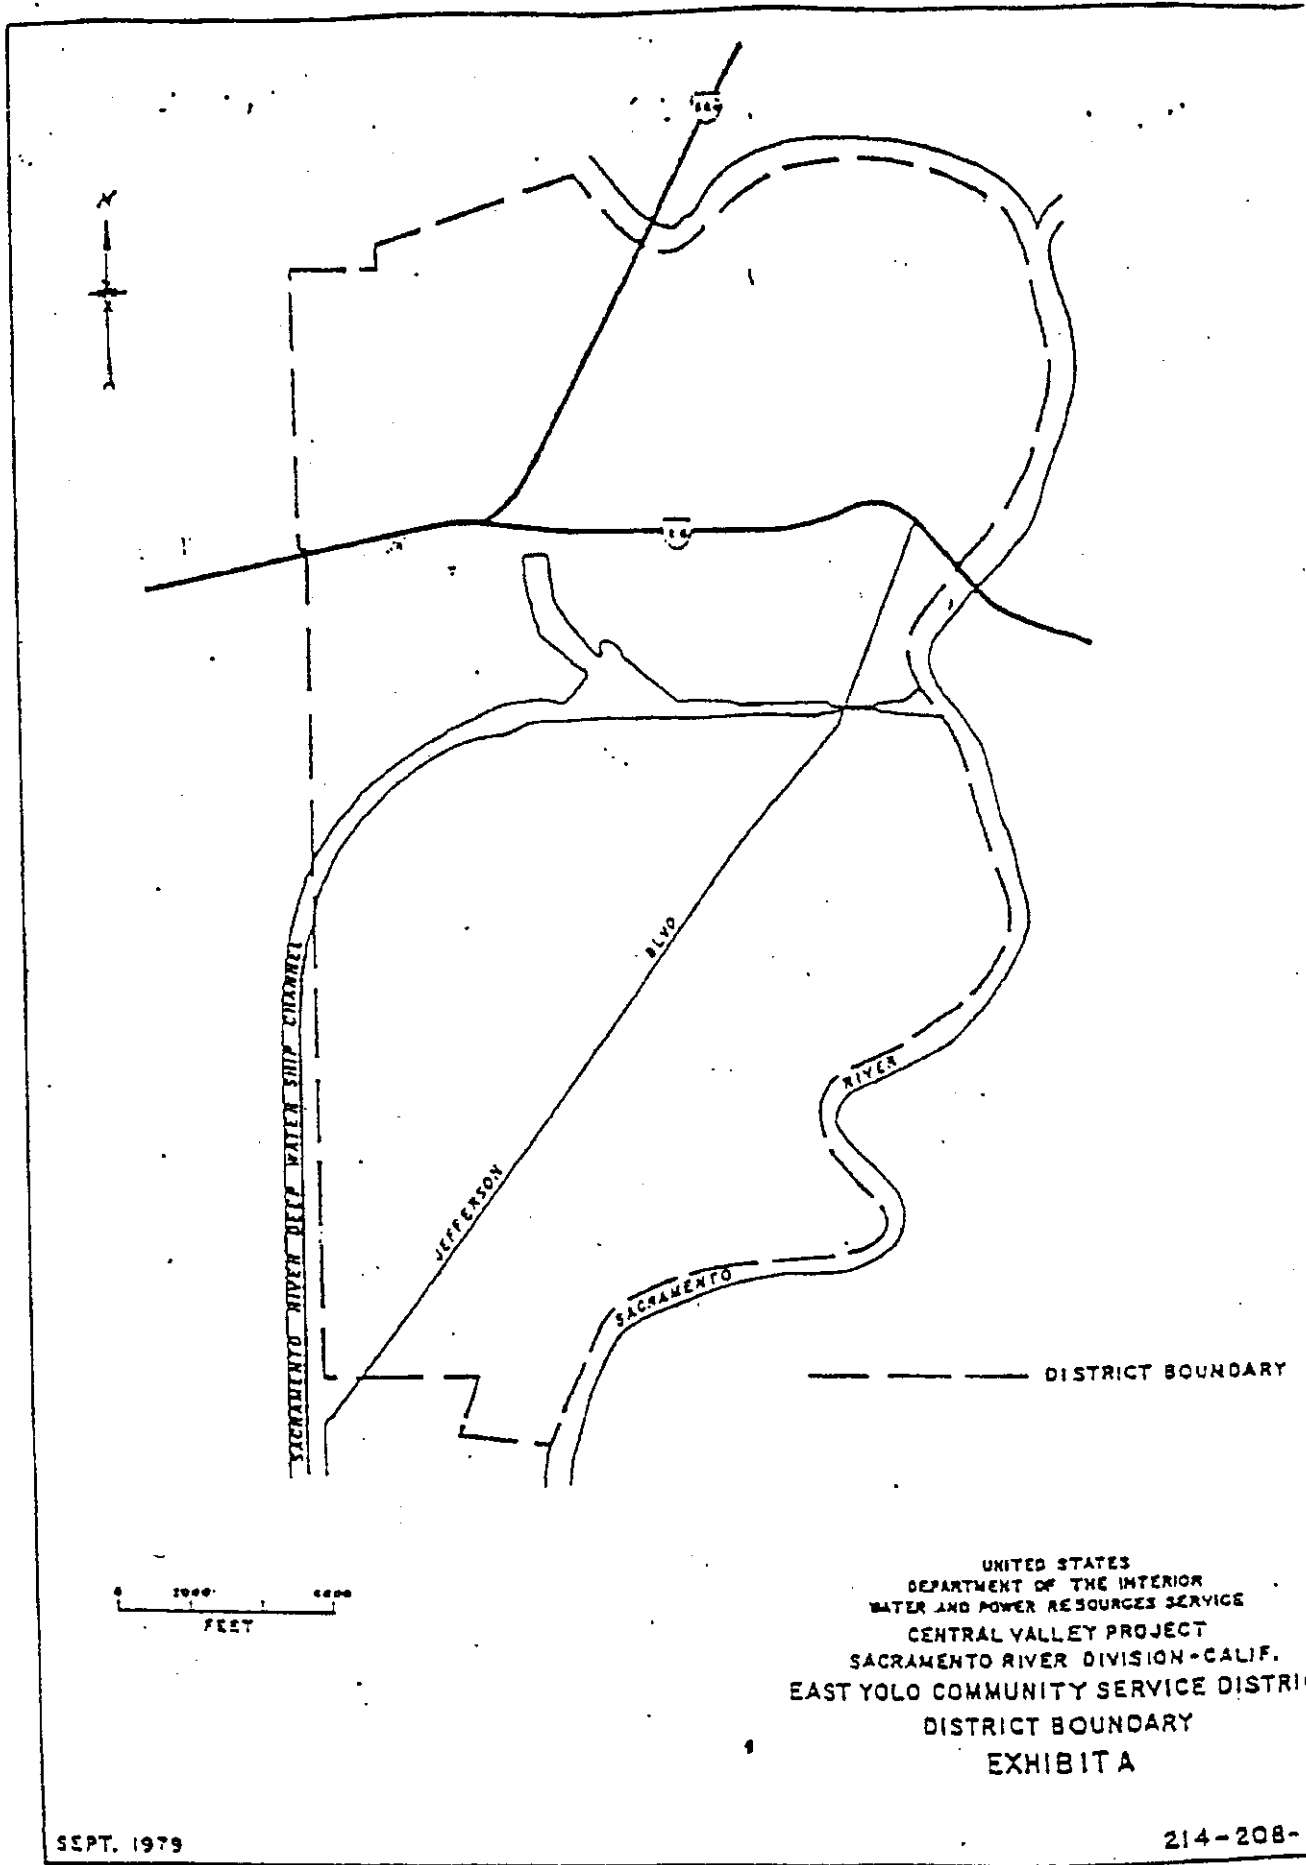 N
SACRAMENTO RIVER DEEP WATER SHIP CHANNEL
BLVD
JEFFERSON
RIVER
SACRAMENTO
DISTRICT BOUNDARY
0 2000
FEET
UNITED STATES
DEPARTMENT OF THE INTERIOR
WATER AND POWER RESOURCES SERVICE
CENTRAL VALLEY PROJECT
SACRAMENTO RIVER DIVISION-CALIF.
EAST YOLO COMMUNITY SERVICE DISTRI
DISTRICT BOUNDARY
EXHIBIT A
SEPT. 1979
214-208-